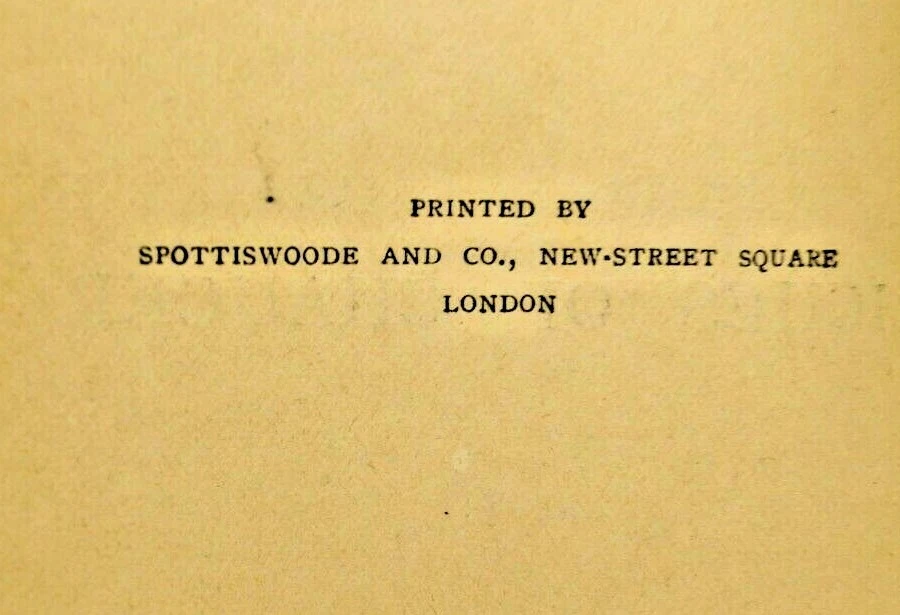 PRINTED BY
SPOTTISWOODE AND CO., NEW-STREET SQUARE
LONDON